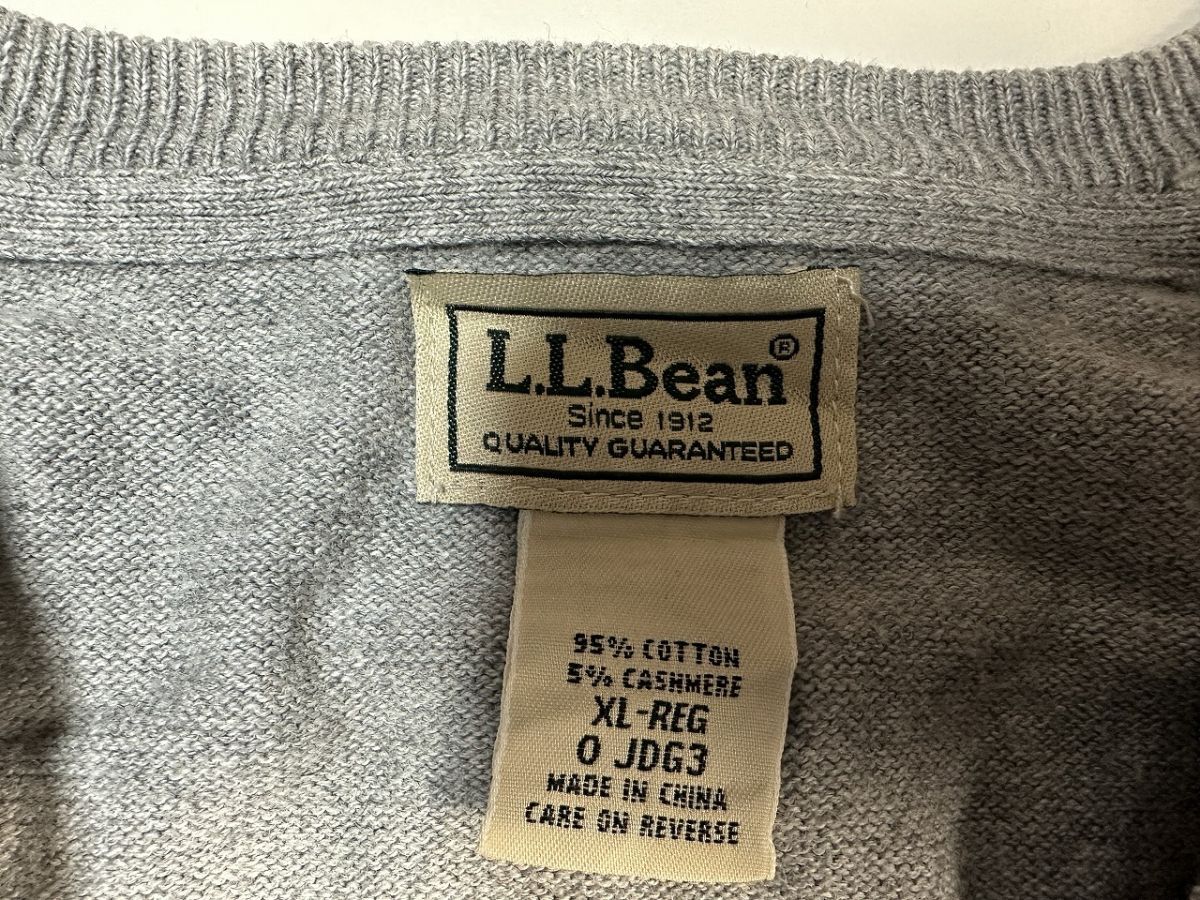 L.L.Bean®
Since 1912
QUALITY GUARANTEED
95% COTTON
5% CASHMERE
XL-REG
0 JDG3
MADE IN CHINA
CARE ON REVERSE